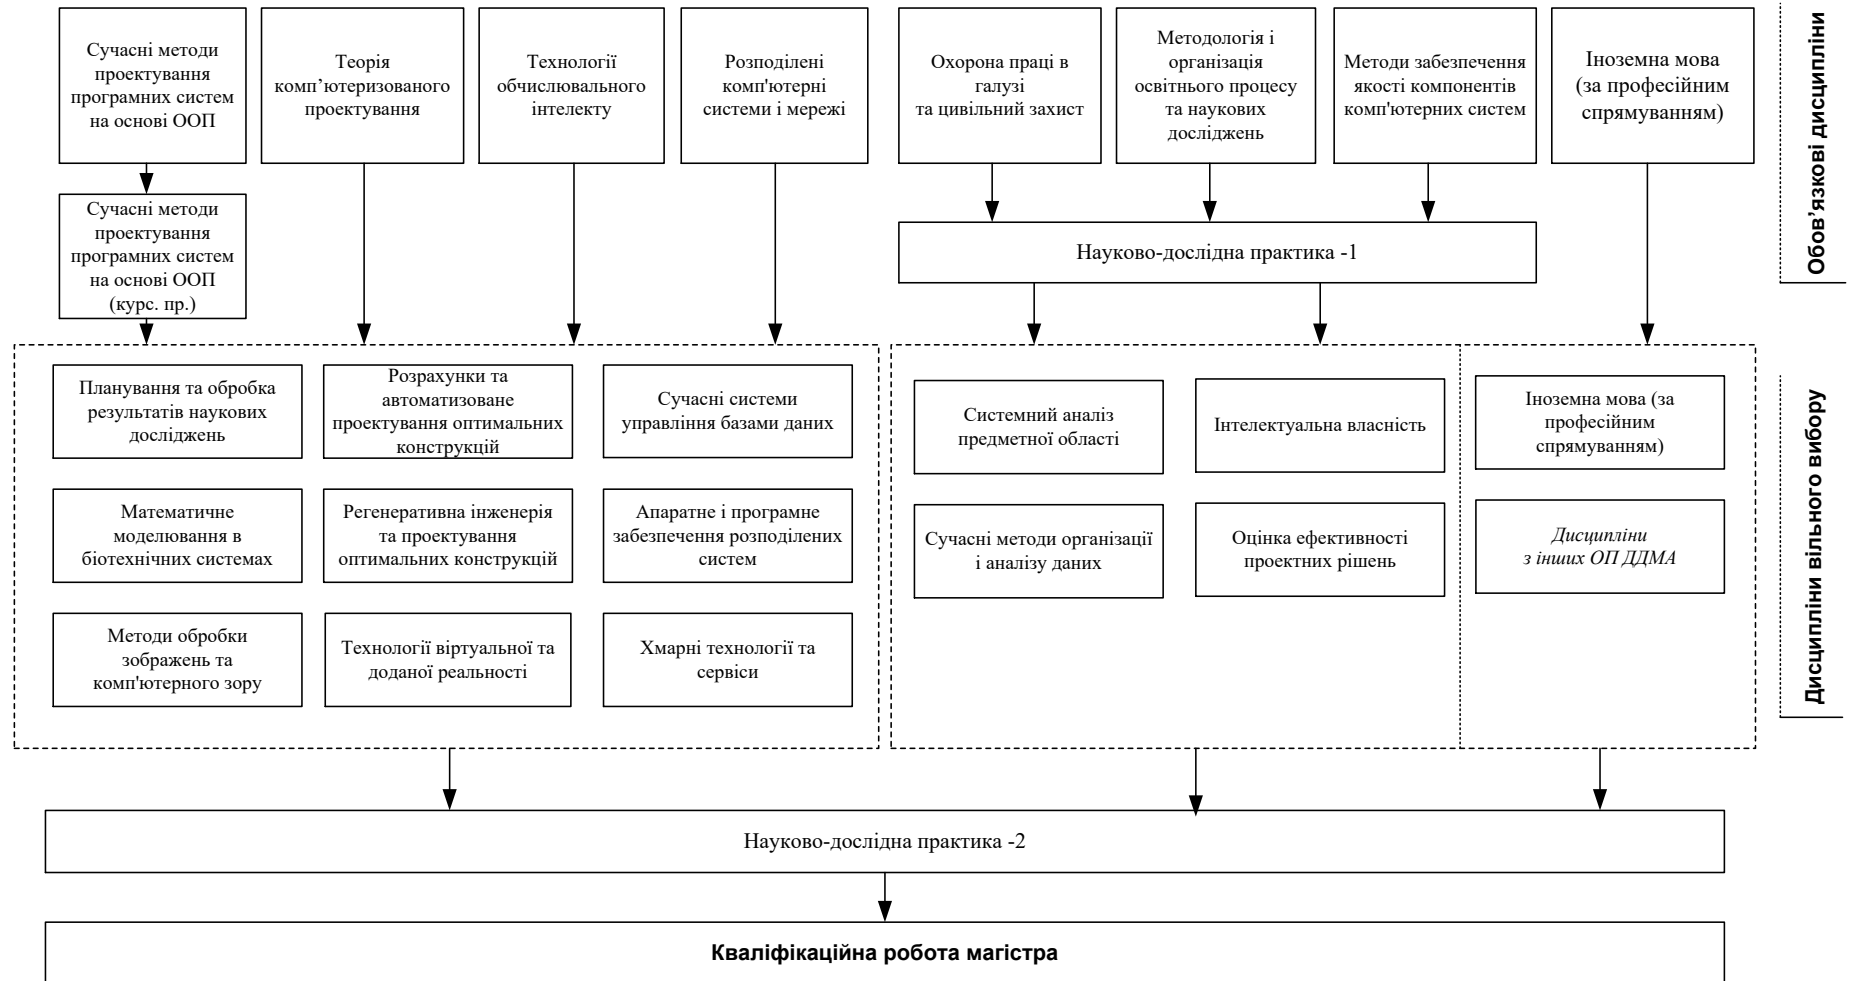 Сучасні методи
проектування
програмних систем
на основі ООП
Теорія
комп’ютеризованого
проектування
Технології
обчислювального
інтелекту
Розподілені
комп'ютерні
системи і мережі
Охорона праці в
галузі
та цивільний захист
Методологія і
організація
освітнього процесу
та наукових
досліджень
Методи забезпечення
якості компонентів
комп'ютерних систем
Іноземна мова
(за професійним
спрямуванням)
Обов’язкові дисципліни
Сучасні методи
проектування
програмних систем
на основі ООП
(курс. пр.)
Науково-дослідна практика -1
Планування та обробка
результатів наукових
досліджень
Розрахунки та
автоматизоване
проектування оптимальних
конструкцій
Сучасні системи
управління базами даних
Системний аналіз
предметної області
Інтелектуальна власність
Іноземна мова (за
професійним
спрямуванням)
Дисципліни вільного вибору
Математичне
моделювання в
біотехнічних системах
Регенеративна інженерія
та проектування
оптимальних конструкцій
Апаратне і програмне
забезпечення розподілених
систем
Сучасні методи організації
і аналізу даних
Оцінка ефективності
проектних рішень
Дисципліни
з інших ОП ДДМА
Методи обробки
зображень та
комп'ютерного зору
Технології віртуальної та
доданої реальності
Хмарні технології та
сервіси
Науково-дослідна практика -2
Кваліфікаційна робота магістра